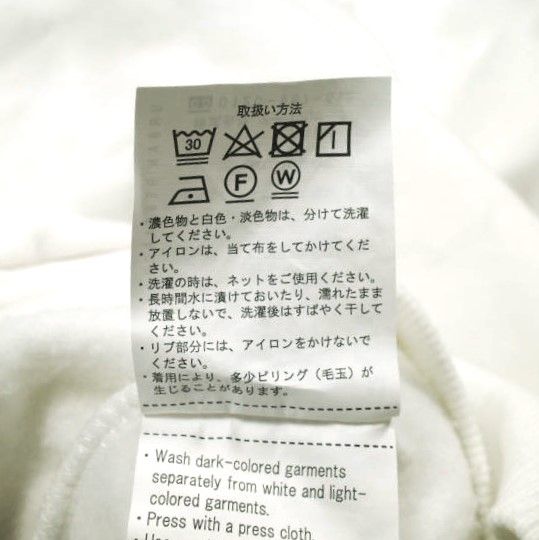 取扱い方法
30
F W
・濃色物と白色・淡色物は、分けて洗濯
してください。
・アイロンは、当て布をしてかけてくだ
さい。
・洗濯の時は、ネットをご使用ください。
・長時間水に漬けておいたり、濡れたまま
放置しないで、洗濯後はすばやく干して
ください。
・リブ部分には、アイロンをかけないで
ください。
・着用により、多少ピリング（毛玉）が
生じることがあります。
・Wash dark-colored garments
separately from white and light-
colored garments.
・Press with a press cloth.